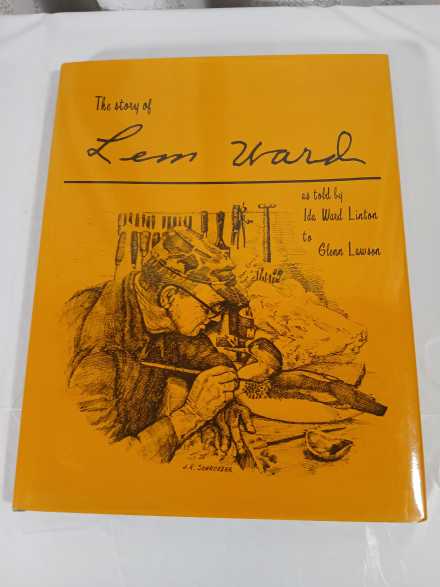 The story of
Lem Ward
as told by
Ida Ward Linton
to
Glenn Lawson
J.R. SCHROEDER